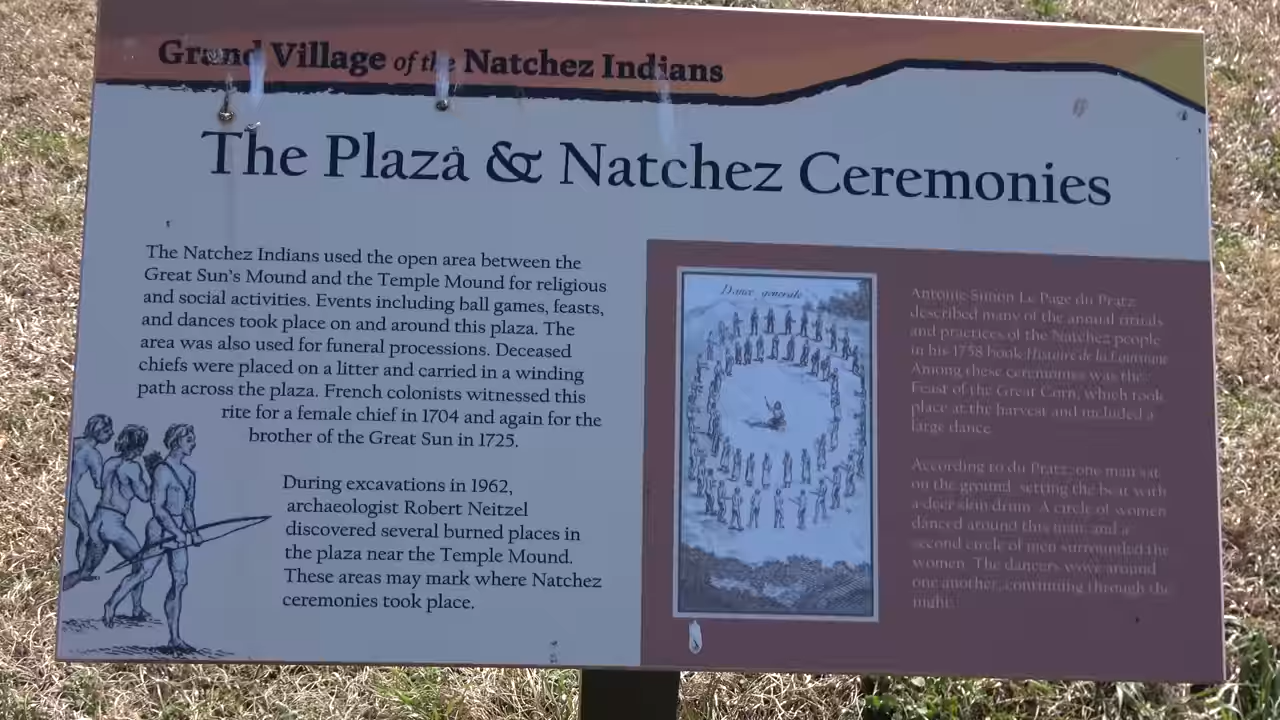 Grand Village of the Natchez Indians
The Plaza & Natchez Ceremonies
The Natchez Indians used the open area between the
Great Sun's Mound and the Temple Mound for religious
and social activities. Events including ball games, feasts,
and dances took place on and around this plaza. The
area was also used for funeral processions. Deceased
chiefs were placed on a litter and carried in a winding
path across the plaza. French colonists witnessed this
rite for a female chief in 1704 and again for the
brother of the Great Sun in 1725.
During excavations in 1962,
archaeologist Robert Neitzel
discovered several burned places in
the plaza near the Temple Mound.
These areas may mark where Natchez
ceremonies took place.
Dance generale
Antoine-Simon Le Page du Pratz
described many of the annual rituals
and practices of the Natchez people
in his 1758 book Histoire de la Louisiane
Among these ceremonies was the
Feast of the Great Corn, which took
place at the harvest and included a
large dance.
According to du Pratz, one man sat
on the ground, setting the beat with
a deer skin drum. A circle of women
danced around this man, and a
second circle of men surrounded the
women. The dancers wove around
one another, continuing through the
night.